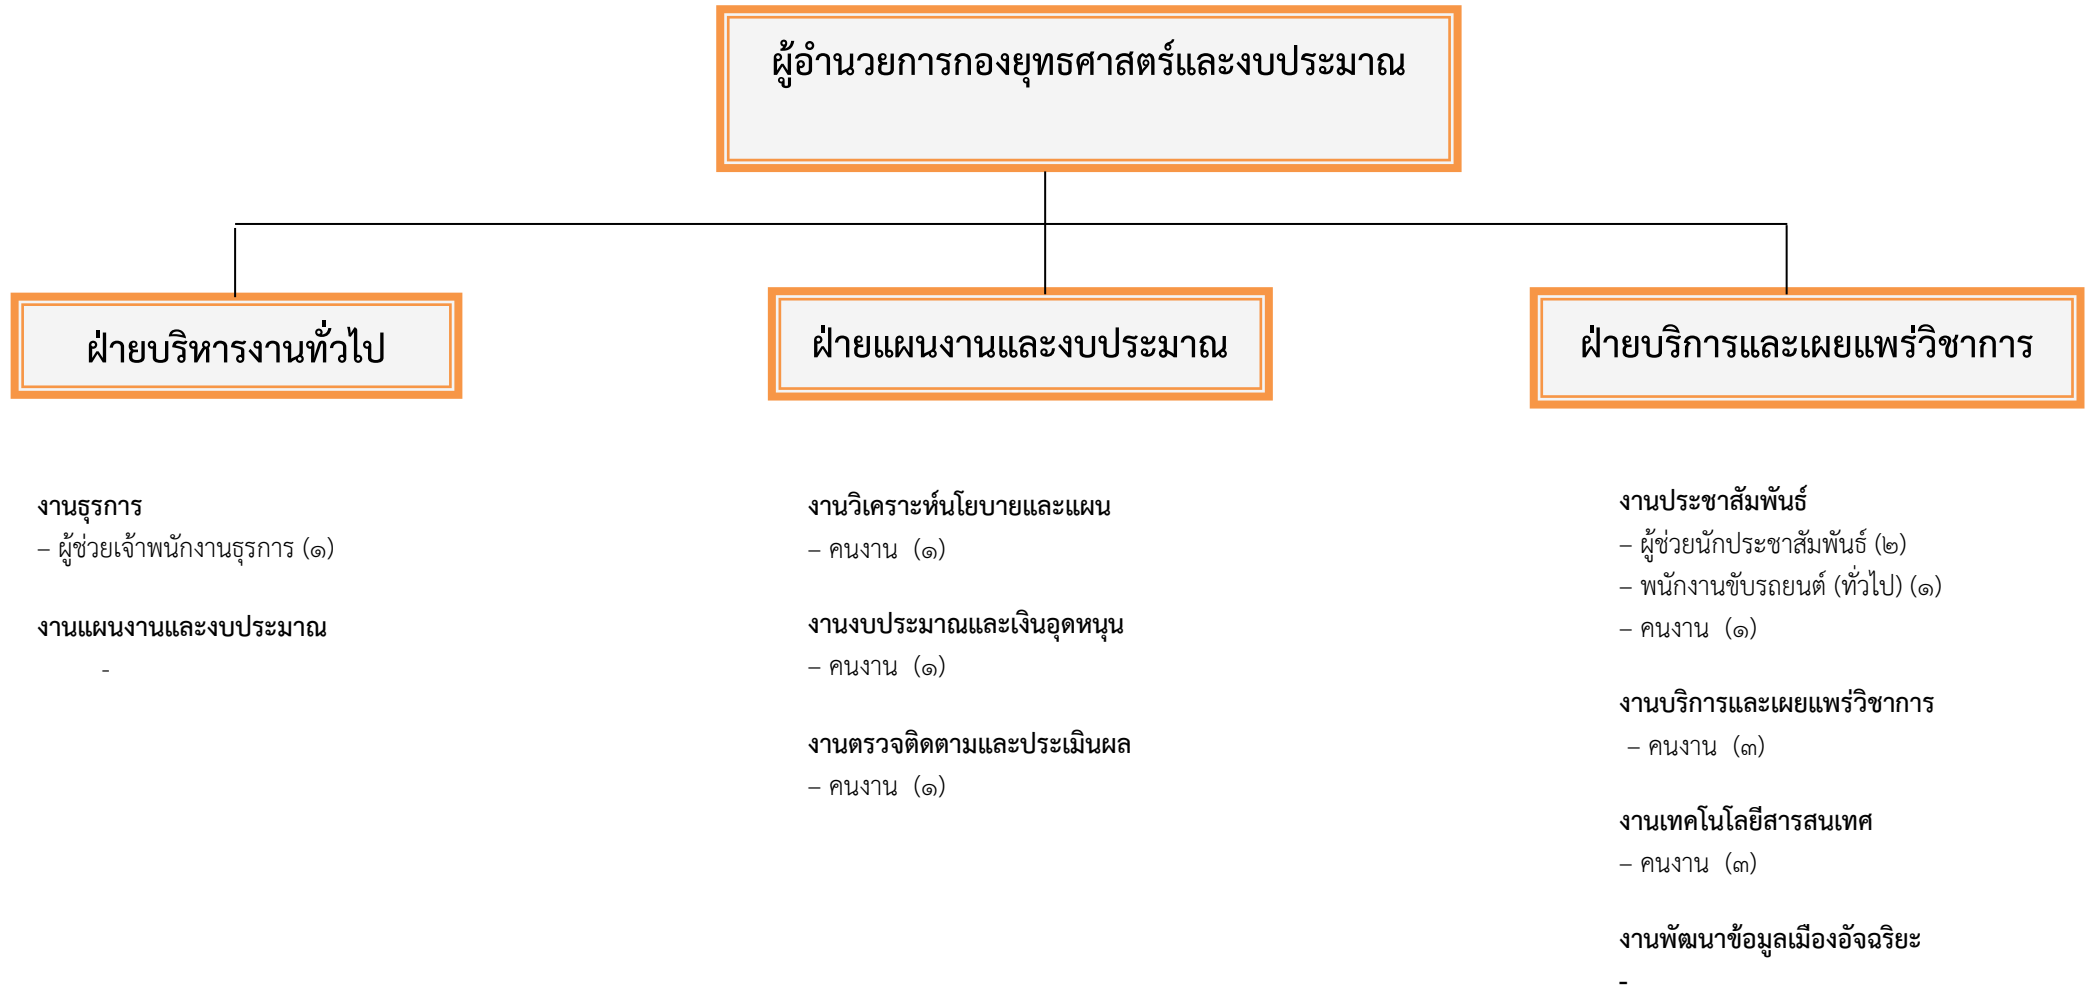 ผู้อำนวยการกองยุทธศาสตร์และงบประมาณ
ฝ่ายบริหารงานทั่วไป
ฝ่ายแผนงานและงบประมาณ
ฝ่ายบริการและเผยแพร่วิชาการ
งานธุรการ
– ผู้ช่วยเจ้าพนักงานธุรการ (๑)
งานแผนงานและงบประมาณ
-
งานวิเคราะห์นโยบายและแผน
– คนงาน (๑)
งานงบประมาณและเงินอุดหนุน
– คนงาน (๑)
งานตรวจติดตามและประเมินผล
– คนงาน (๑)
งานประชาสัมพันธ์
– ผู้ช่วยนักประชาสัมพันธ์ (๒)
– พนักงานขับรถยนต์ (ทั่วไป) (๑)
– คนงาน (๑)
งานบริการและเผยแพร่วิชาการ
– คนงาน (๓)
งานเทคโนโลยีสารสนเทศ
– คนงาน (๓)
งานพัฒนาข้อมูลเมืองอัจฉริยะ
-